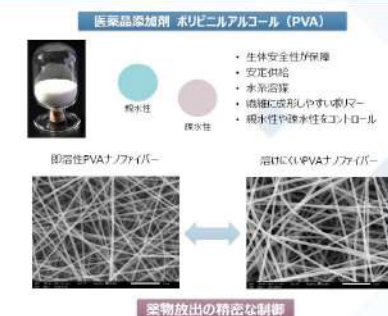 医薬品添加剤 ポリビニルアルコール（PVA）
・ 生体安全性が保障
・ 安定供給
・ 水系溶媒
・ 繊維に成形しやすいポリマー
・ 親水性や疎水性をコントロール
親水性
疎水性
即溶性PVAナノファイバー
溶けにくいPVAナノファイバー
薬物放出の精密な制御